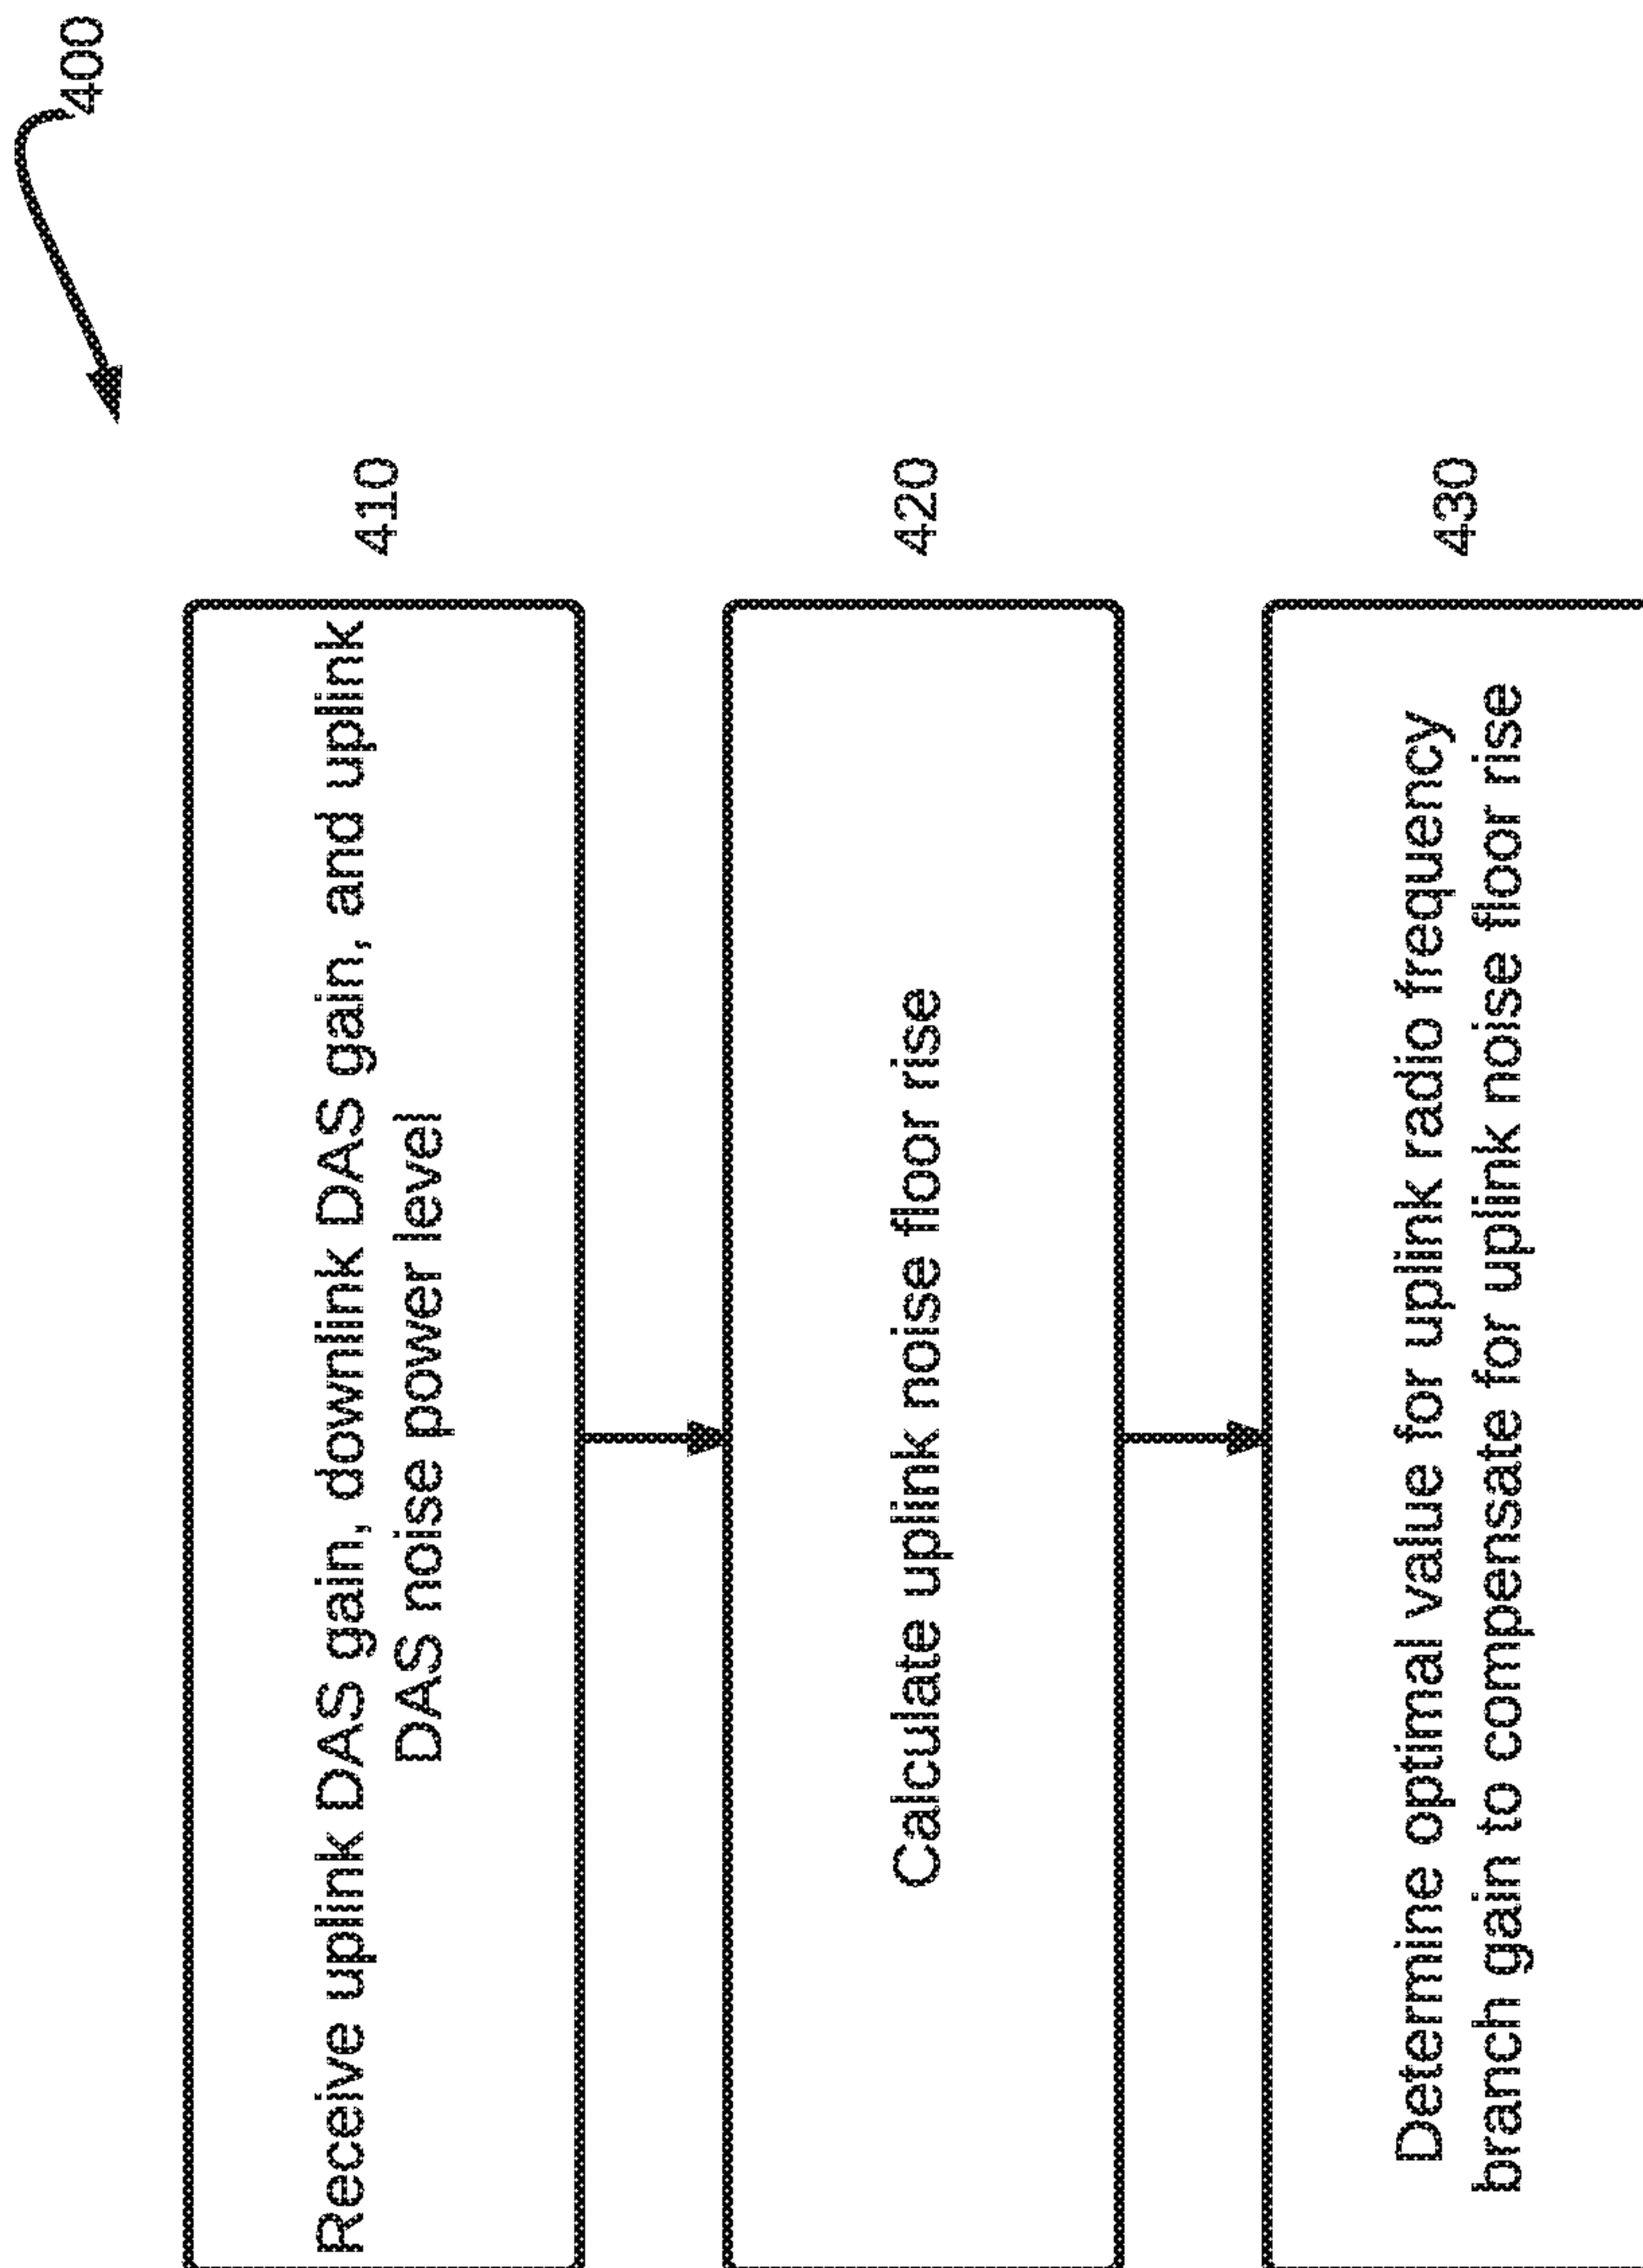 400
Receive uplink DAS gain, downlink DAS gain, and uplink
DAS noise power level
410
Calculate uplink noise floor rise
420
Determine optimal value for uplink radio frequency
branch gain to compensate for uplink noise floor rise
430